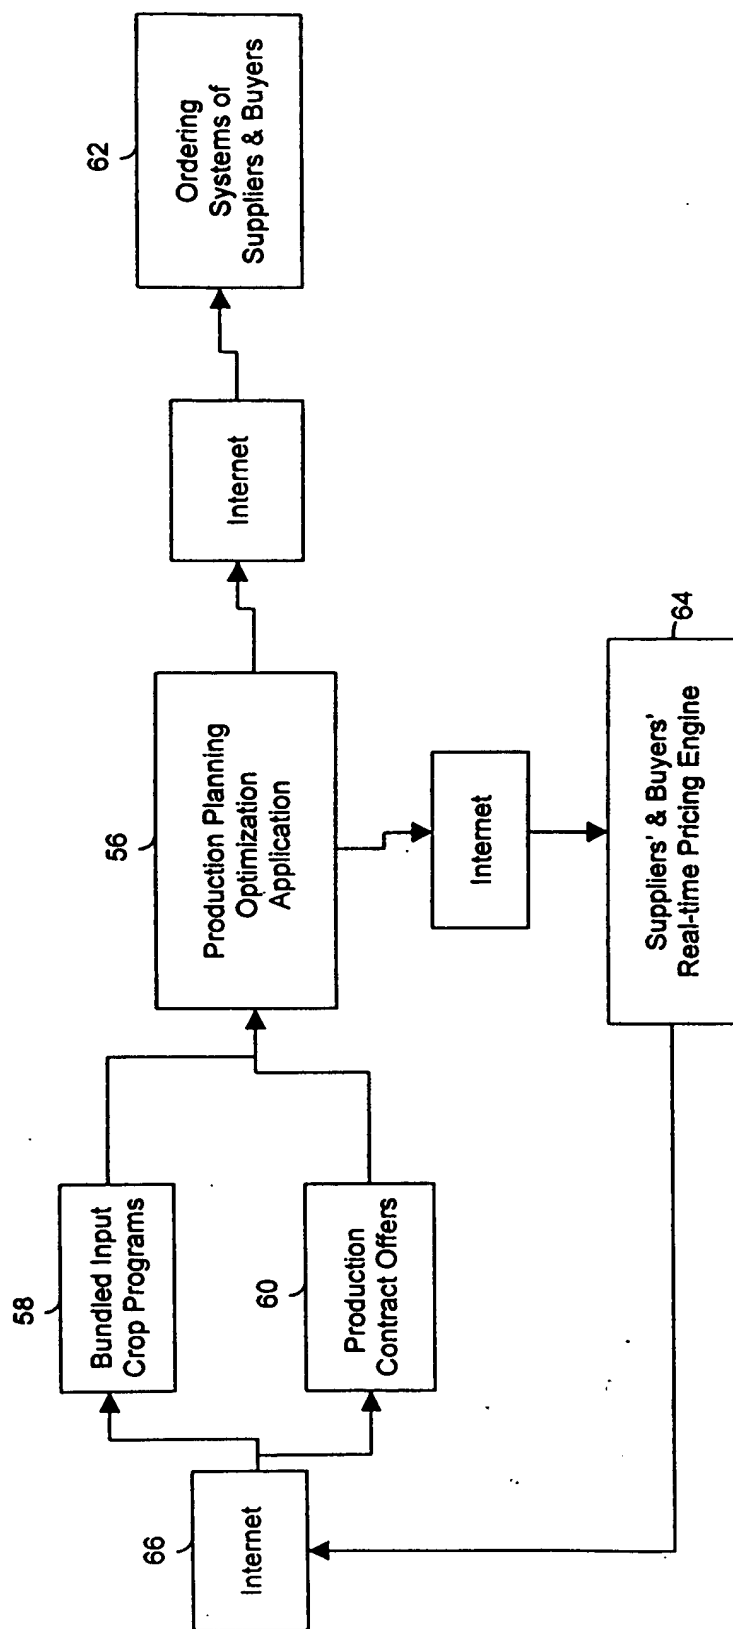 66
Internet
58
Bundled Input
Crop Programs
60
Production
Contract Offers
56
Production Planning
Optimization
Application
Internet
62
Ordering
Systems of
Suppliers & Buyers
Internet
64
Suppliers' & Buyers'
Real-time Pricing Engine